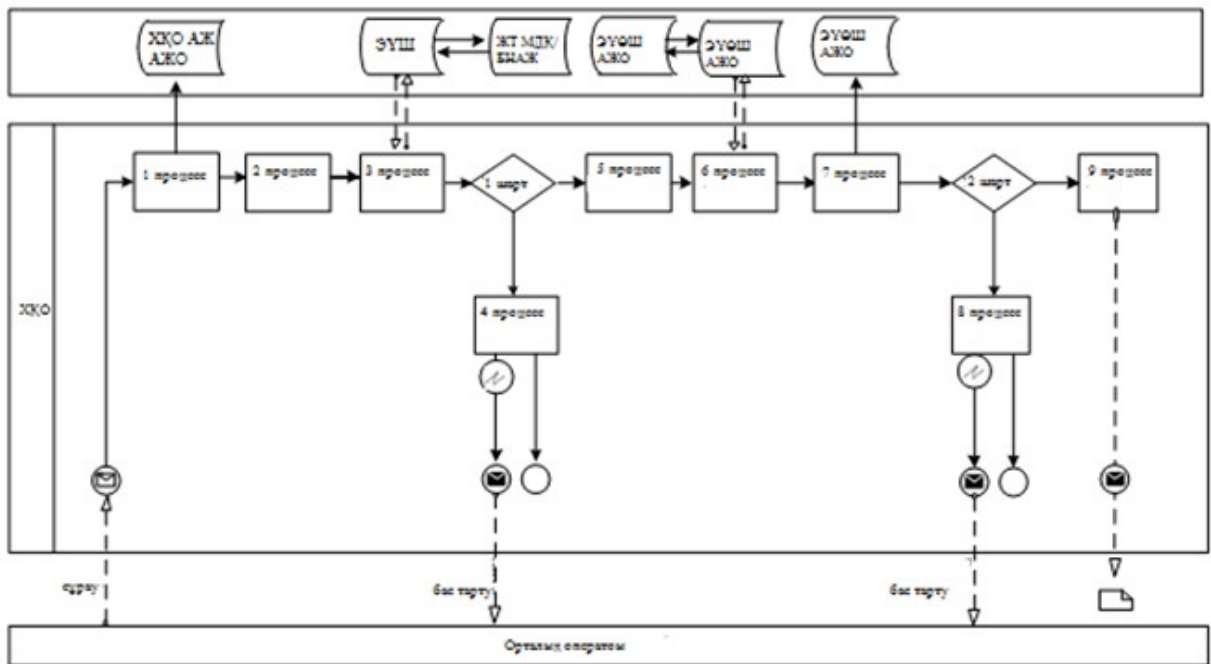 ХҚО АЖ
АЖО
ЭҮШ
ЖТ МДҚ/
БНАЖ
ЭҮӨШ
АЖО
ЭҮӨШ
АЖО
ЭҮӨШ
АЖО
1 процесс
2 процесс
3 процесс
1 шарт
5 процесс
6 процесс
7 процесс
2 шарт
9 процесс
ХҚО
4 процесс
8 процесс
сұрау
бас тарту
бас тарту
Орталық операторы